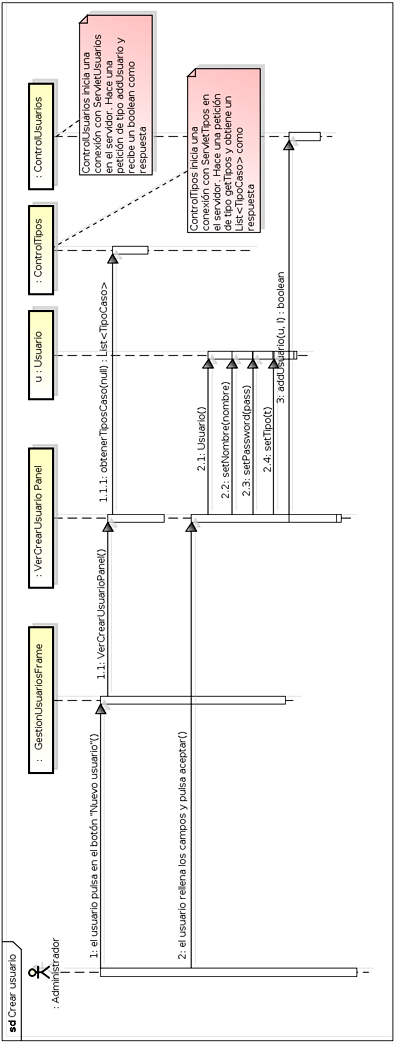 sd Crear usuario
: Administrador
: GestionUsuariosFrame
: VerCrearUsuario Panel
u : Usuario
: ControlTipos
: ControlUsuarios
ControlUsuarios inicia una
conexión con ServletUsuarios
en el servidor. Hace una
petición de tipo addUsuario y
recibe un boolean como
respuesta
ControlTipos inicia una
conexión con ServletTipos en
el servidor. Hace una petición
de tipo getTipos y obtiene un
List<TipoCaso> como
respuesta
1: el usuario pulsa en el botón "Nuevo usuario"()
1.1: VerCrearUsuarioPanel()
1.1.1: obtenerTiposCaso(null) : List<TipoCaso>
2: el usuario rellena los campos y pulsa aceptar()
2.1: Usuario()
2.2: setNombre(nombre)
2.3: setPassword(pass)
2.4: setTipo(t)
3: addUsuario(u, l) : boolean